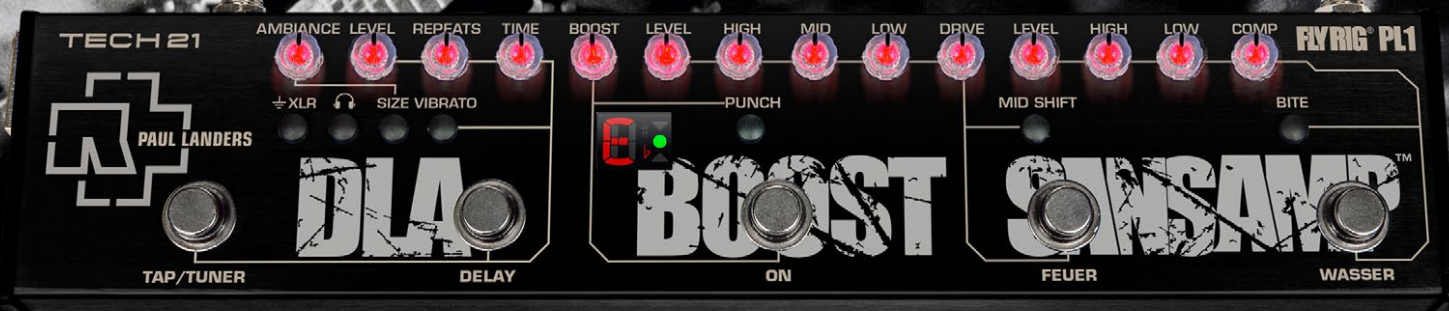 TECH 21
AMBIANCE LEVEL REPEATS TIME BOOST LEVEL HIGH MID LOW DRIVE LEVEL HIGH LOW COMP FLY RIG® PL1
XLR SIZE VIBRATO PUNCH MID SHIFT BITE
PAUL LANDERS
E
DLA BOOST SANSAMP™
TAP/TUNER DELAY ON FEUER WASSER